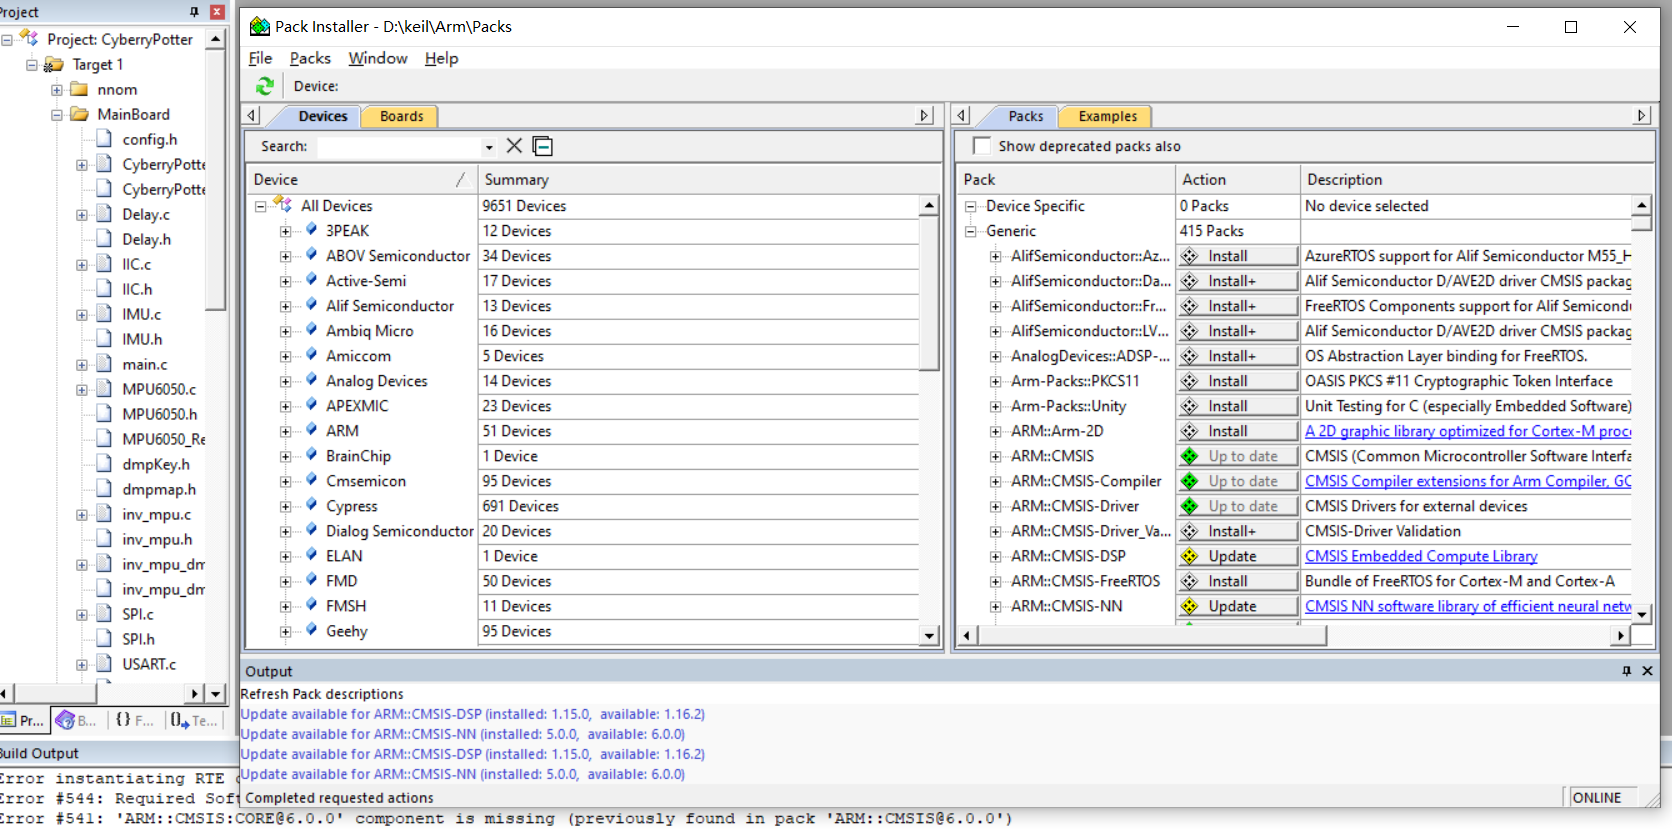 Project
Project: CyberryPotter
Target 1
nnom
MainBoard
config.h
CyberryPotte
CyberryPotte
Delay.c
Delay.h
IIC.c
IIC.h
IMU.c
IMU.h
main.c
MPU6050.c
MPU6050.h
MPU6050_Re
dmpKey.h
dmpmap.h
inv_mpu.c
inv_mpu.h
inv_mpu_dm
inv_mpu_dm
SPI.c
SPI.h
USART.c
Pr... B... {} F... Te...
Pack Installer - D:\keil\Arm\Packs
File Packs Window Help
Device:
Devices Boards
Search:
Device Summary
All Devices 9651 Devices
3PEAK 12 Devices
ABOV Semiconductor 34 Devices
Active-Semi 17 Devices
Alif Semiconductor 13 Devices
Ambiq Micro 16 Devices
Amiccom 5 Devices
Analog Devices 14 Devices
APEXMIC 23 Devices
ARM 51 Devices
BrainChip 1 Device
Cmsemicon 95 Devices
Cypress 691 Devices
Dialog Semiconductor 20 Devices
ELAN 1 Device
FMD 50 Devices
FMSH 11 Devices
Geehy 95 Devices
Packs Examples
Show deprecated packs also
Pack Action Description
Device Specific 0 Packs No device selected
Generic 415 Packs
AlifSemiconductor::Az... Install AzureRTOS support for Alif Semiconductor M55_H
AlifSemiconductor::Da... Install+ Alif Semiconductor D/AVE2D driver CMSIS packag
AlifSemiconductor::Fr... Install+ FreeRTOS Components support for Alif Semicond
AlifSemiconductor::LV... Install+ Alif Semiconductor D/AVE2D driver CMSIS packag
AnalogDevices::ADSP-... Install+ OS Abstraction Layer binding for FreeRTOS.
Arm-Packs::PKCS11 Install OASIS PKCS #11 Cryptographic Token Interface
Arm-Packs::Unity Install Unit Testing for C (especially Embedded Software)
ARM::Arm-2D Install A 2D graphic library optimized for Cortex-M proc
ARM::CMSIS Up to date CMSIS (Common Microcontroller Software Interfa
ARM::CMSIS-Compiler Up to date CMSIS Compiler extensions for Arm Compiler, GC
ARM::CMSIS-Driver Up to date CMSIS Drivers for external devices
ARM::CMSIS-Driver_Va... Install+ CMSIS-Driver Validation
ARM::CMSIS-DSP Update CMSIS Embedded Compute Library
ARM::CMSIS-FreeRTOS Install Bundle of FreeRTOS for Cortex-M and Cortex-A
ARM::CMSIS-NN Update CMSIS NN software library of efficient neural netw
Output
Refresh Pack descriptions
Update available for ARM::CMSIS-DSP (installed: 1.15.0, available: 1.16.2)
Update available for ARM::CMSIS-NN (installed: 5.0.0, available: 6.0.0)
Update available for ARM::CMSIS-DSP (installed: 1.15.0, available: 1.16.2)
Update available for ARM::CMSIS-NN (installed: 5.0.0, available: 6.0.0)
Completed requested actions ONLINE
Build Output
Error instantiating RTE
Error #544: Required Sof
Error #541: 'ARM::CMSIS:CORE@6.0.0' component is missing (previously found in pack 'ARM::CMSIS@6.0.0')